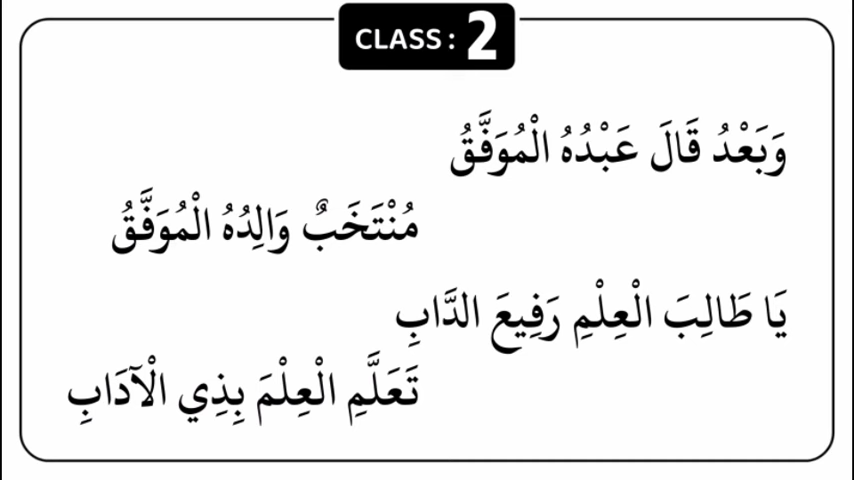 CLASS : 2
وَبَعْدُ قَالَ عَبْدُهُ الْمُوَفَّقُ
مُنْتَخَبٌ وَالِدُهُ الْمُوَفَّقُ
يَا طَالِبَ الْعِلْمِ رَفِيعَ الدَّابِ
تَعَلَّمِ الْعِلْمَ بِذِي الْآدَابِ